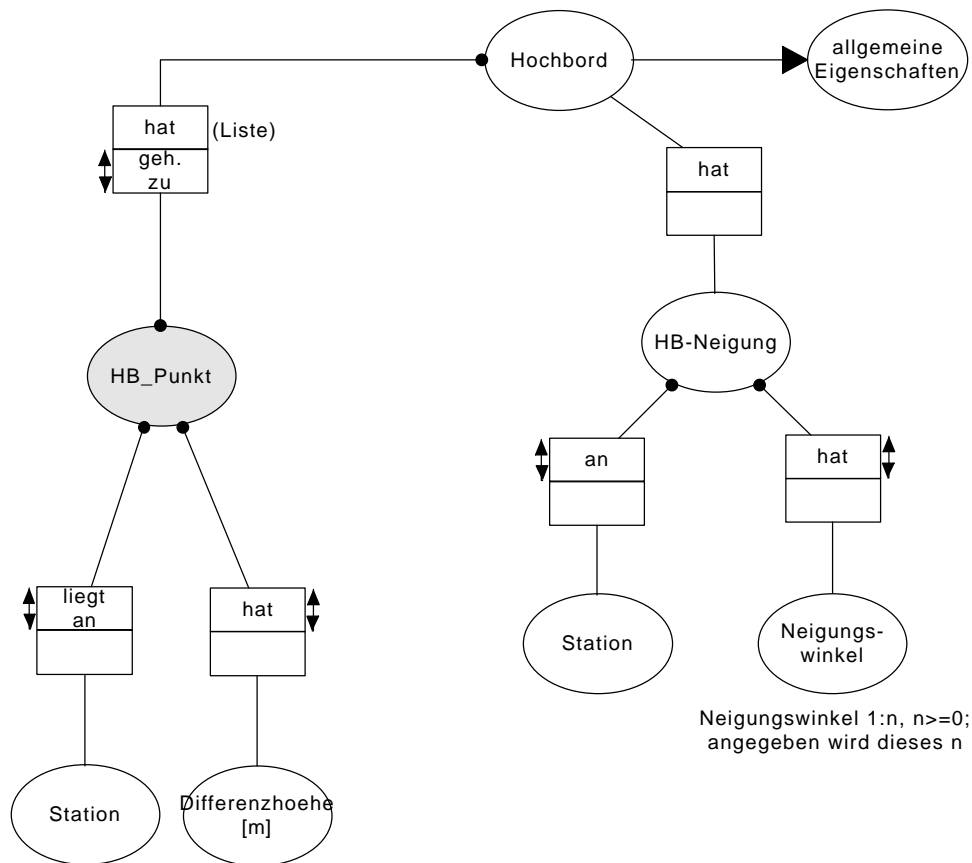 Hochbord
allgemeine
Eigenschaften
hat
(Liste)
geh.
zu
hat
HB_Punkt
HB-Neigung
an
hat
liegt
an
hat
Station
Neigungs-
winkel
Neigungswinkel 1:n, n>=0;
angegeben wird dieses n
Station
Differenzhoehe
[m]